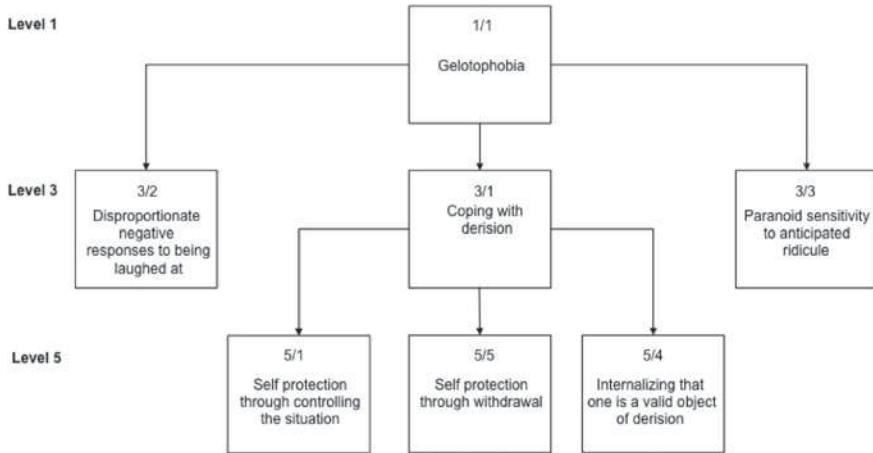 Level 1
1/1
Gelotophobia
Level 3
3/2
Disproportionate
negative
responses to being
laughed at
3/1
Coping with
derision
3/3
Paranoid sensitivity
to anticipated
ridicule
Level 5
5/1
Self protection
through controlling
the situation
5/5
Self protection
through withdrawal
5/4
Internalizing that
one is a valid object
of derision